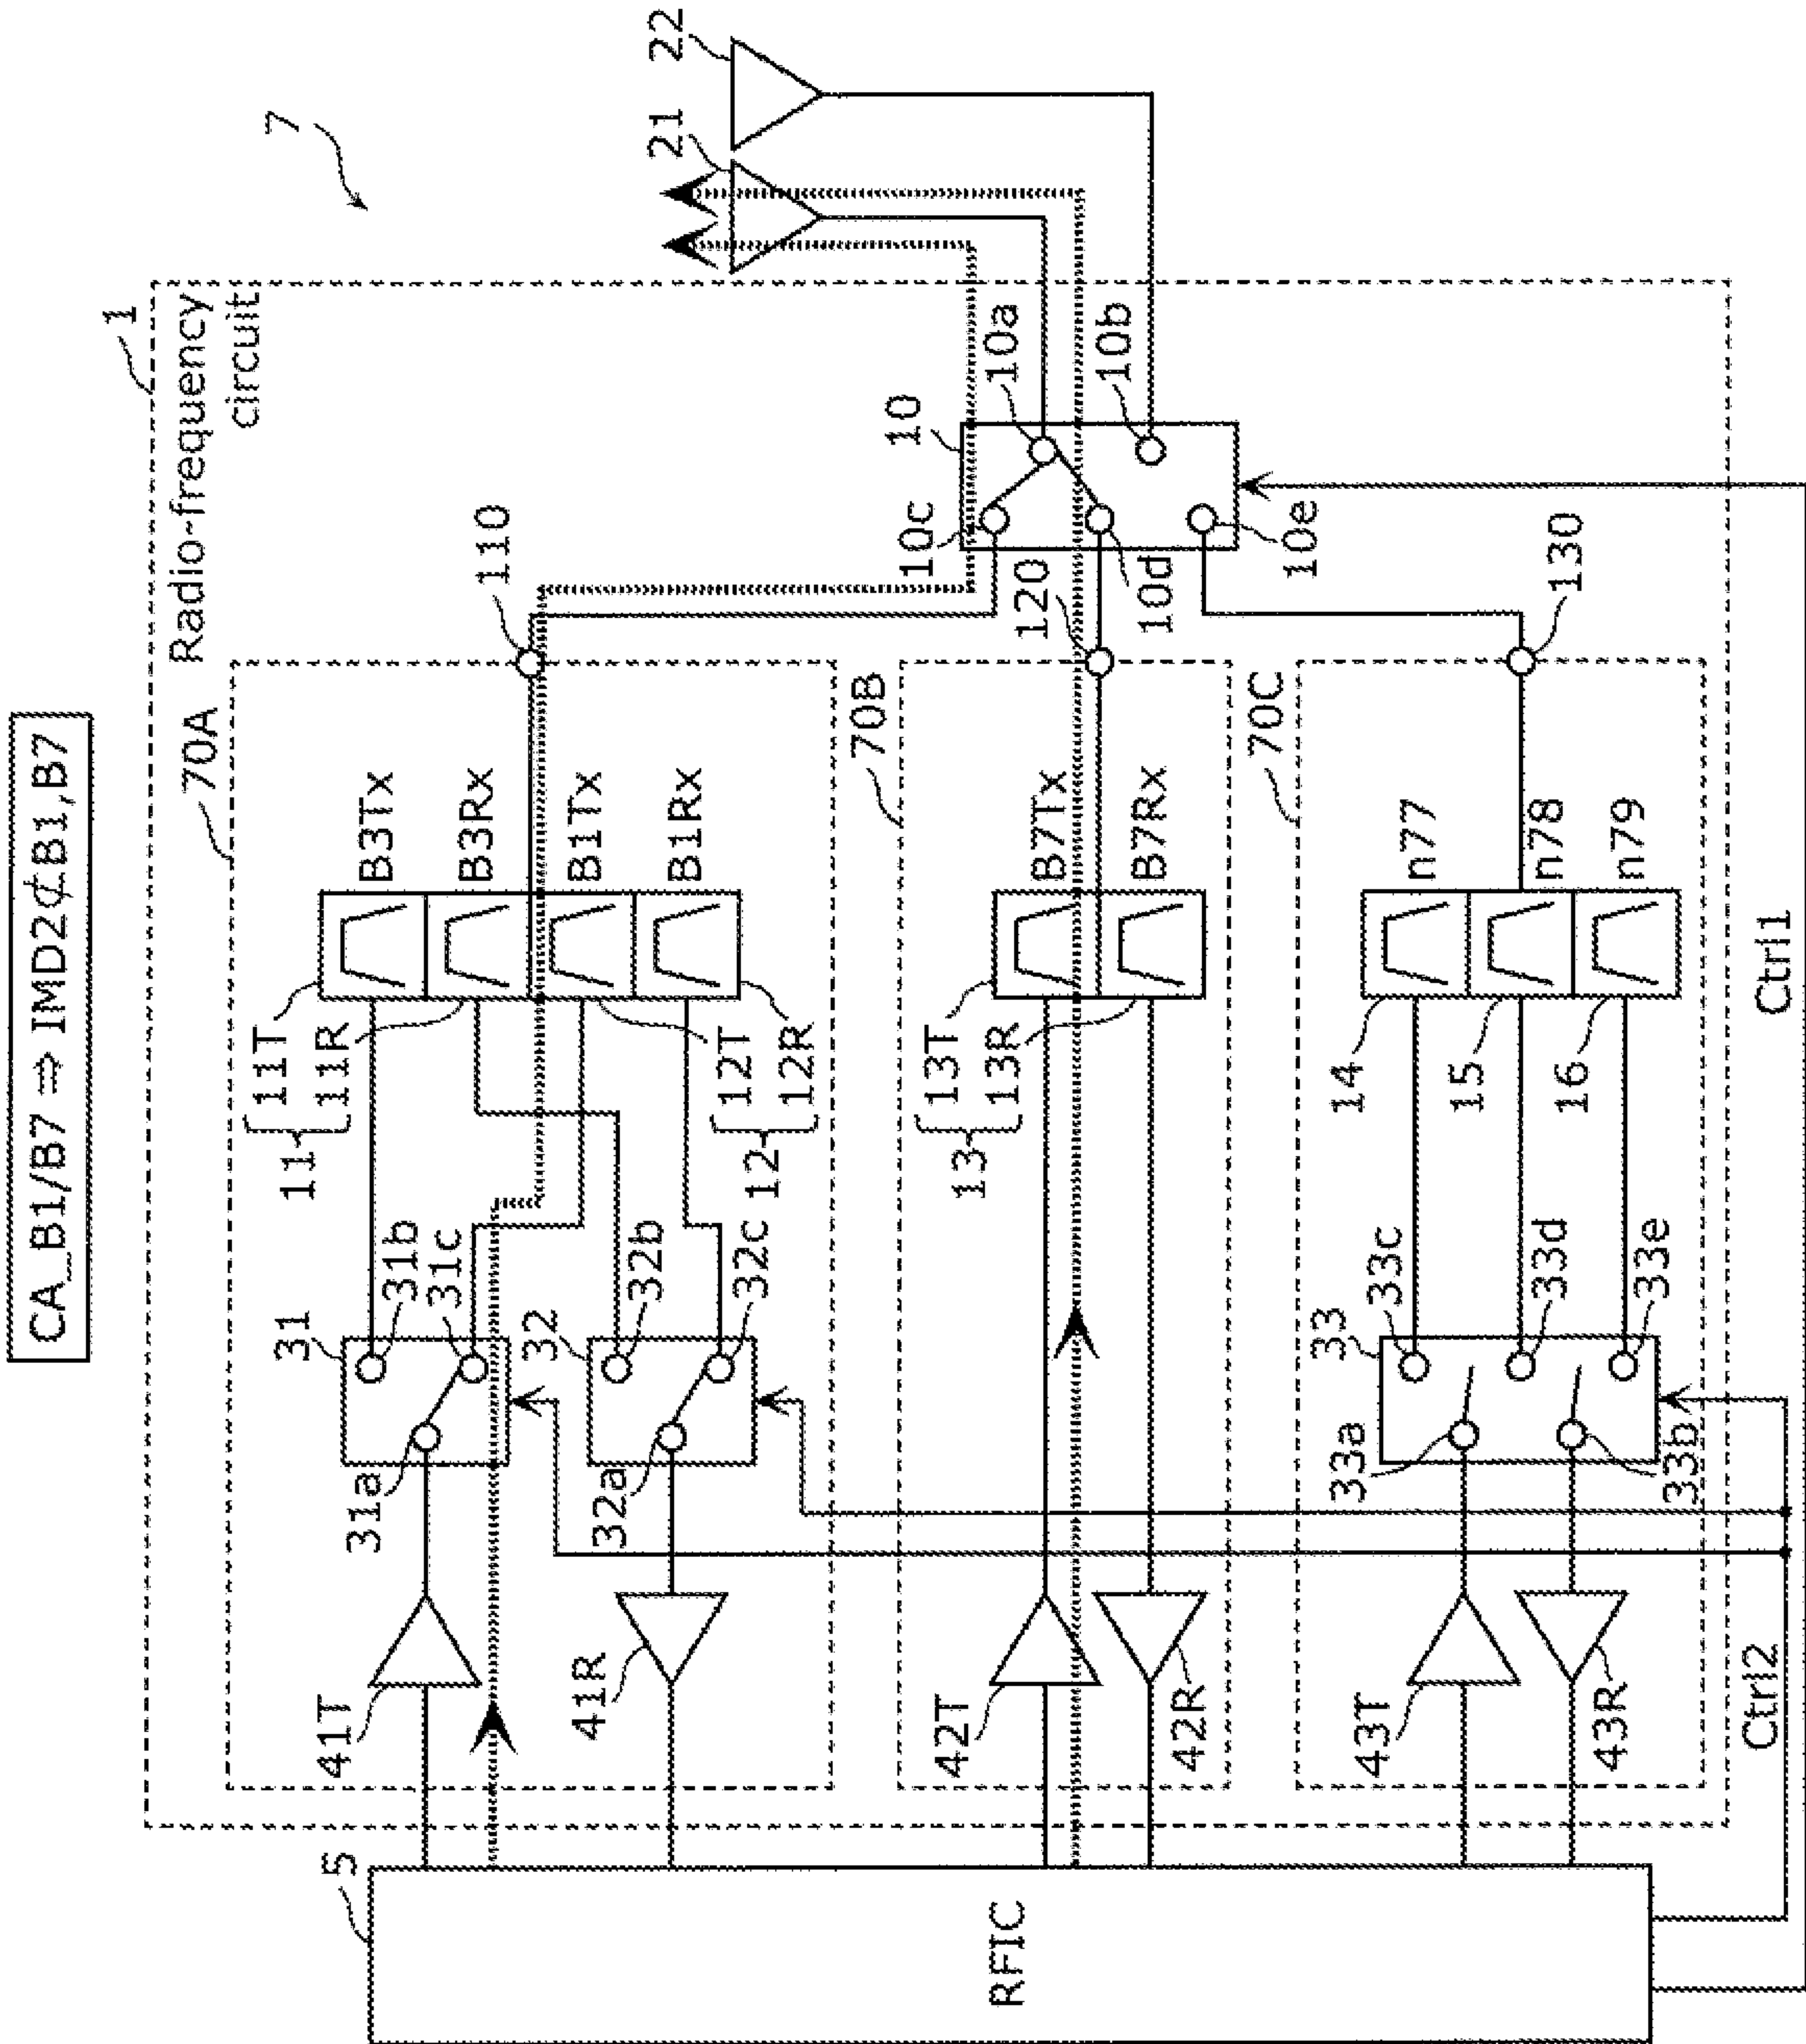 CA_B1/B7 ⇒ IMD2⊄B1,B7
7
1
Radio-frequency
circuit
70A
110
22
21
10
10a
10b
10c
10d
10e
120
130
B3Tx
B3Rx
B1Tx
B1Rx
11T
11R
11
12T
12R
12
31
31a
31b
31c
32
32a
32b
32c
41T
41R
70B
B7Tx
B7Rx
13T
13R
13
42T
42R
70C
n77
n78
n79
14
15
16
33
33a
33b
33c
33d
33e
43T
43R
5
RFIC
Ctrl1
Ctrl2